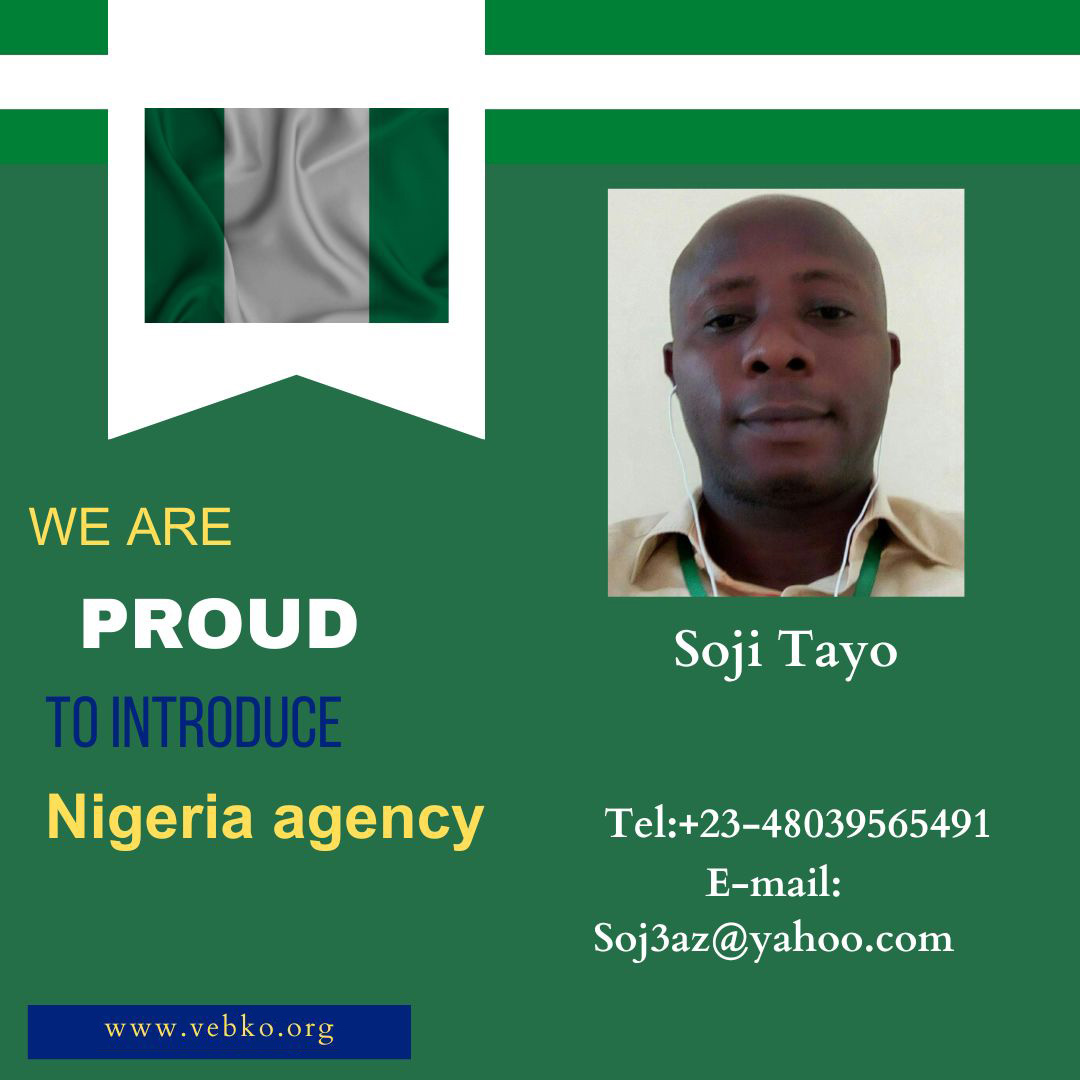 WE ARE
PROUD
TO INTRODUCE
Nigeria agency
www.vebko.org
Soji Tayo
Tel:+23-48039565491
E-mail:
Soj3az@yahoo.com